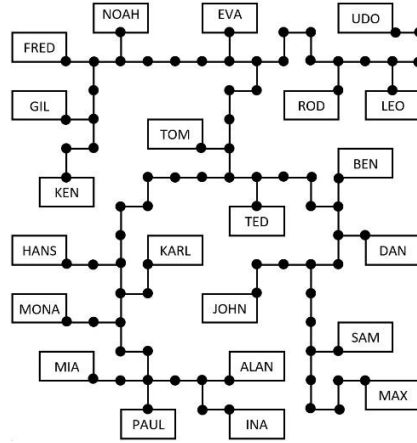 NOAH
EVA
UDO
FRED
GIL
ROD
LEO
TOM
BEN
KEN
TED
HANS
KARL
DAN
MONA
JOHN
SAM
MIA
ALAN
MAX
PAUL
INA